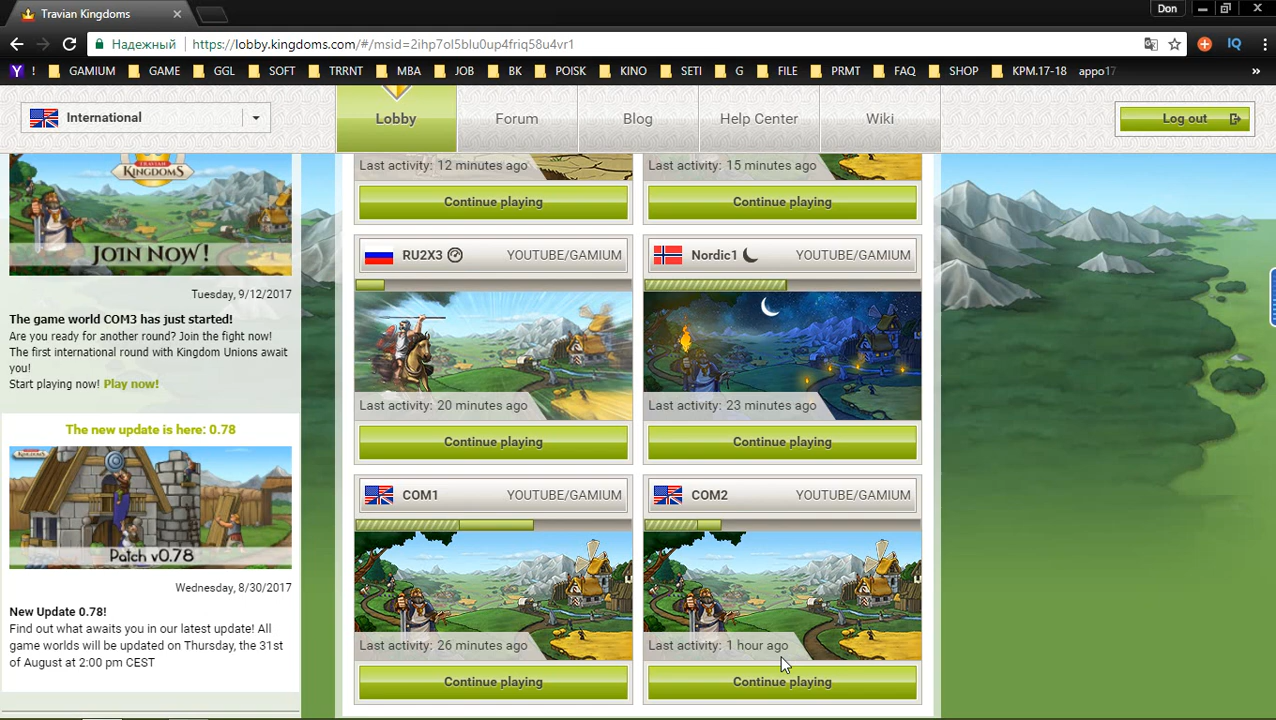 Travian Kingdoms
Don
Надежный
https://lobby.kingdoms.com/#/msid=2ihp7ol5blu0up4friq58u4vr1
IQ
Y ! GAMIUM GAME GGL SOFT TRRNT MBA JOB BK POISK KINO SETI G FILE PRMT FAQ SHOP KPM.17-18 appo17 »
International
Lobby
Forum
Blog
Help Center
Wiki
Log out
TRAVIAN
KINGDOMS
JOIN NOW!
Tuesday, 9/12/2017
The game world COM3 has just started!
Are you ready for another round? Join the fight now!
The first international round with Kingdom Unions await
you!
Start playing now! Play now!
The new update is here: 0.78
KINGDOMS
Patch v0.78
Wednesday, 8/30/2017
New Update 0.78!
Find out what awaits you in our latest update! All
game worlds will be updated on Thursday, the 31st
of August at 2:00 pm CEST
Last activity: 12 minutes ago
Continue playing
Last activity: 15 minutes ago
Continue playing
RU2X3 YOUTUBE/GAMIUM
Last activity: 20 minutes ago
Continue playing
Nordic1 YOUTUBE/GAMIUM
Last activity: 23 minutes ago
Continue playing
COM1 YOUTUBE/GAMIUM
Last activity: 26 minutes ago
Continue playing
COM2 YOUTUBE/GAMIUM
Last activity: 1 hour ago
Continue playing